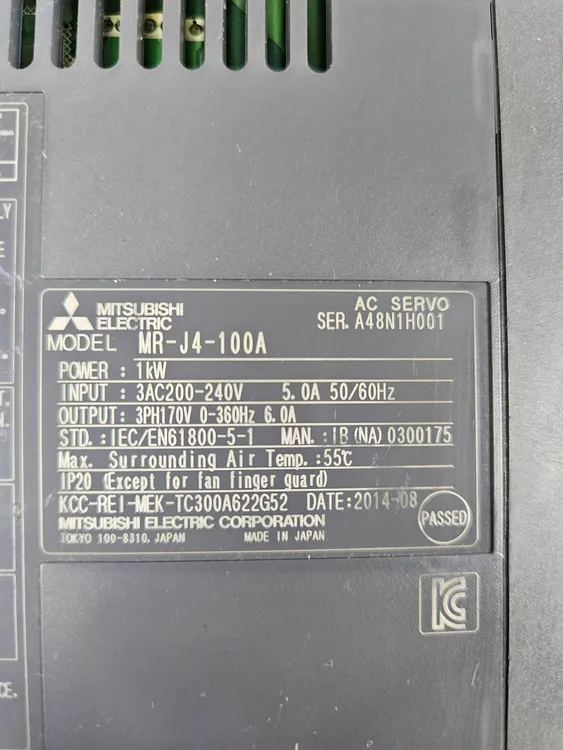 LY
E
T.
N.
CE.
MITSUBISHI
ELECTRIC
AC SERVO
SER. A48N1H001
MODEL MR-J4-100A
POWER : 1kW
INPUT : 3AC200-240V 5.0A 50/60Hz
OUTPUT: 3PH170V 0-360Hz 6.0A
STD. :IEC/EN61800-5-1 MAN. :IB (NA) 0300175
Max. Surrounding Air Temp. :55℃
IP20 (Except for fan finger guard)
KCC-REI-MEK-TC300A622G52 DATE:2014-08
MITSUBISHI ELECTRIC CORPORATION
TOKYO 100-8310, JAPAN MADE IN JAPAN
PASSED
KC